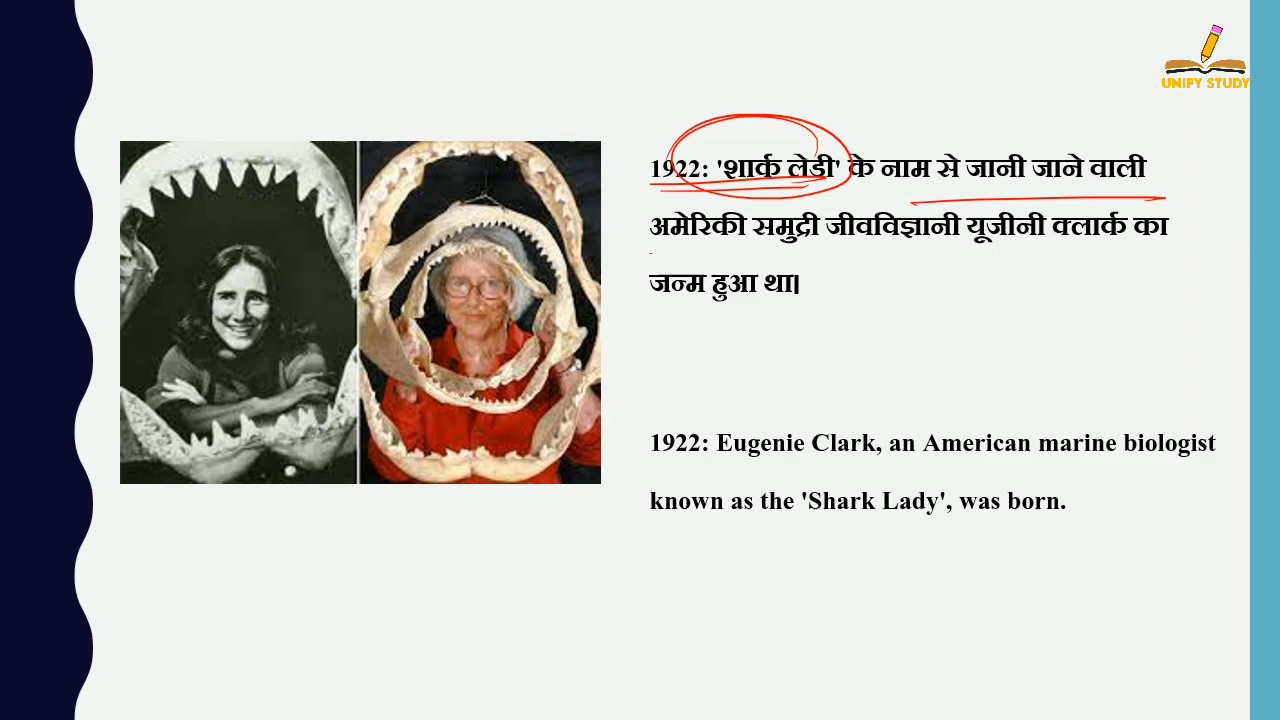 UNIFY STUDY
1922: 'शार्क लेडी' के नाम से जानी जाने वाली
अमेरिकी समुद्री जीवविज्ञानी यूजीनी क्लार्क का
जन्म हुआ था।
1922: Eugenie Clark, an American marine biologist
known as the 'Shark Lady', was born.